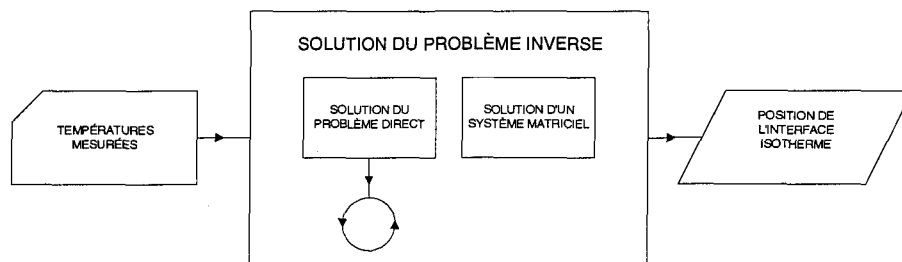 SOLUTION DU PROBLÈME INVERSE
TEMPÉRATURES
MESURÉES
SOLUTION DU
PROBLÈME DIRECT
SOLUTION D'UN
SYSTÈME MATRICIEL
POSITION DE
L'INTERFACE
ISOTHERME